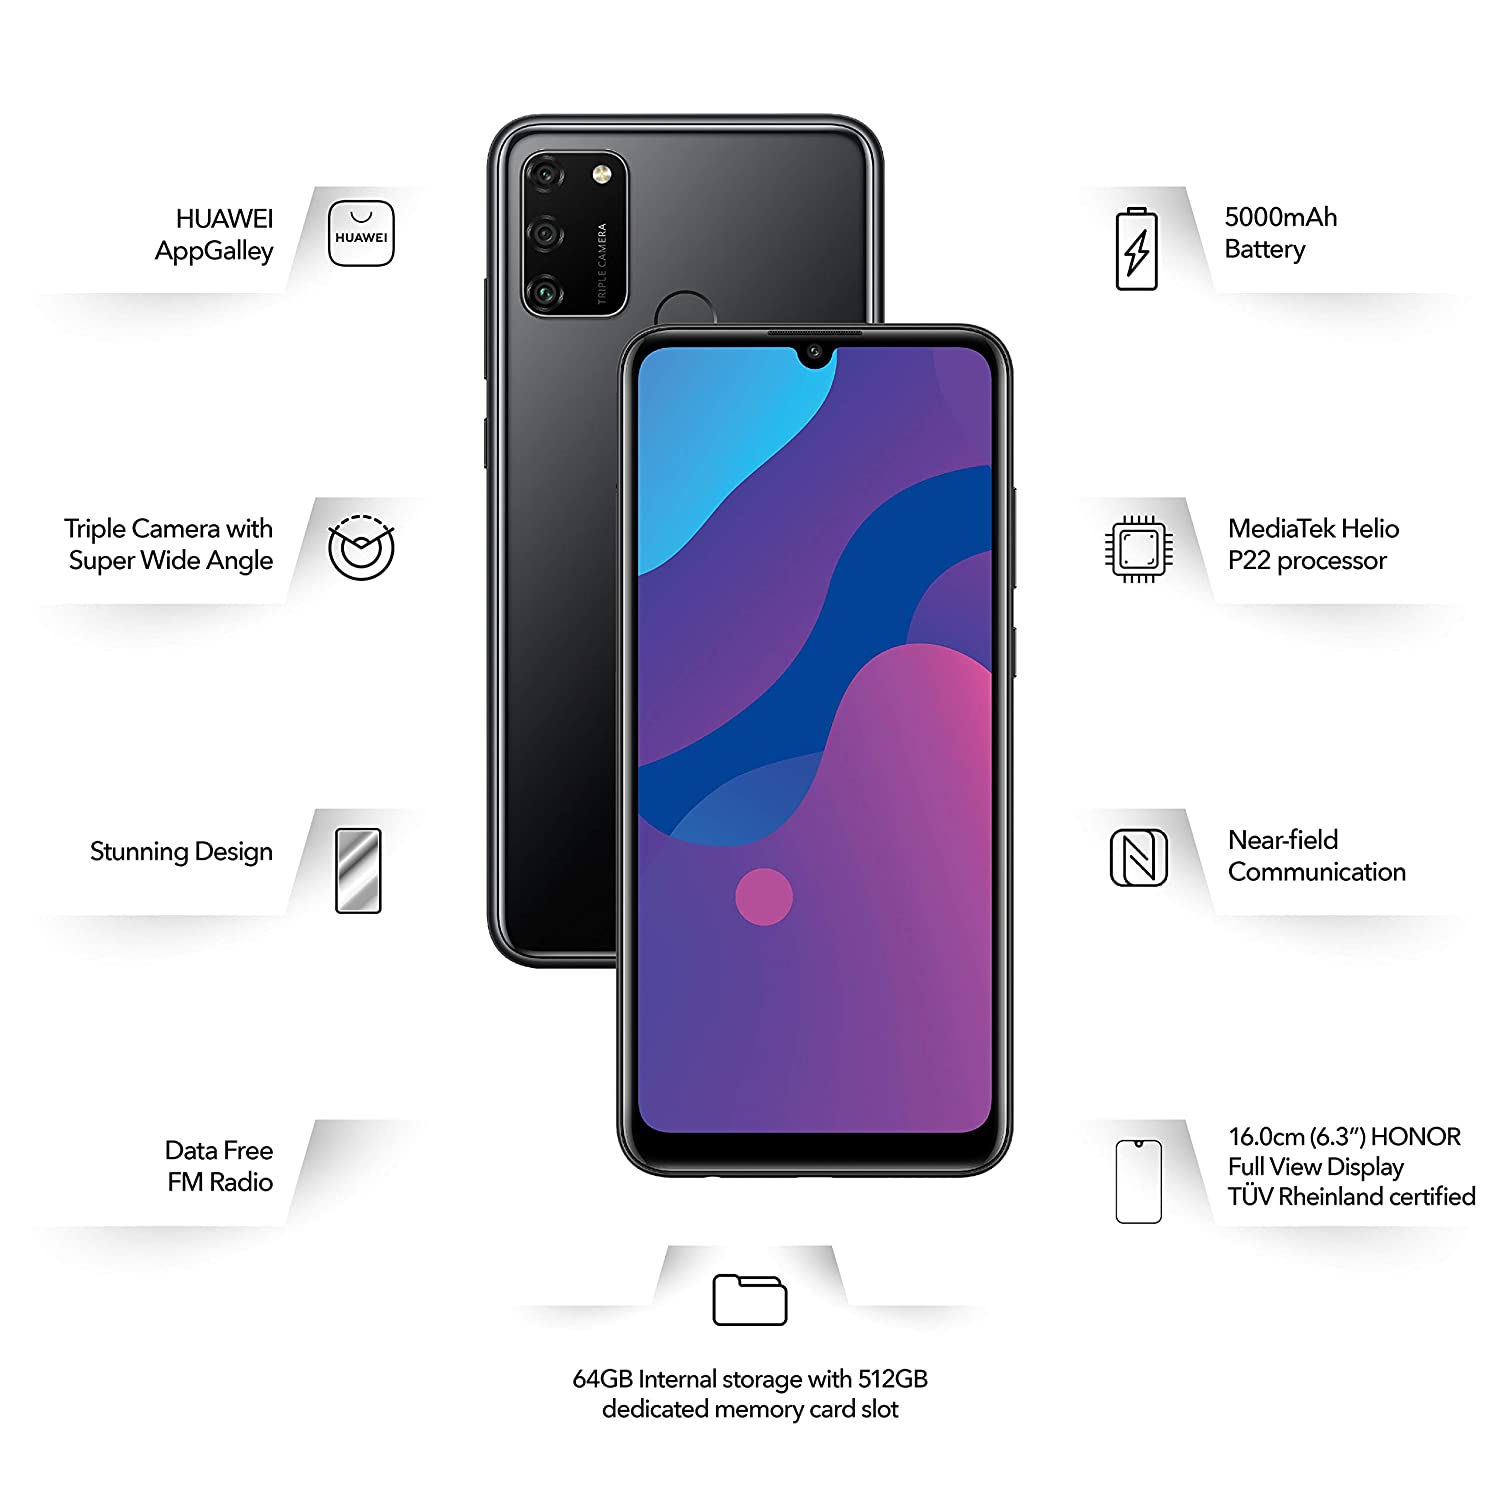 HUAWEI
AppGalley
HUAWEI
TRIPLE CAMERA
5000mAh
Battery
Triple Camera with
Super Wide Angle
MediaTek Helio
P22 processor
Stunning Design
Near-field
Communication
Data Free
FM Radio
16.0cm (6.3”) HONOR
Full View Display
TÜV Rheinland certified
64GB Internal storage with 512GB
dedicated memory card slot